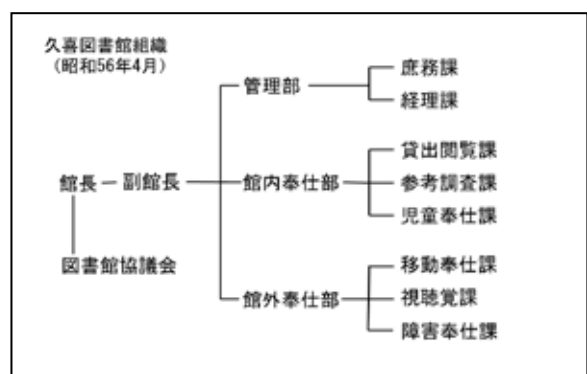 久喜図書館組織
(昭和56年4月)
館長
副館長
図書館協議会
管理部
庶務課
経理課
館内奉仕部
貸出閲覧課
参考調査課
児童奉仕課
館外奉仕部
移動奉仕課
視聴覚課
障害奉仕課